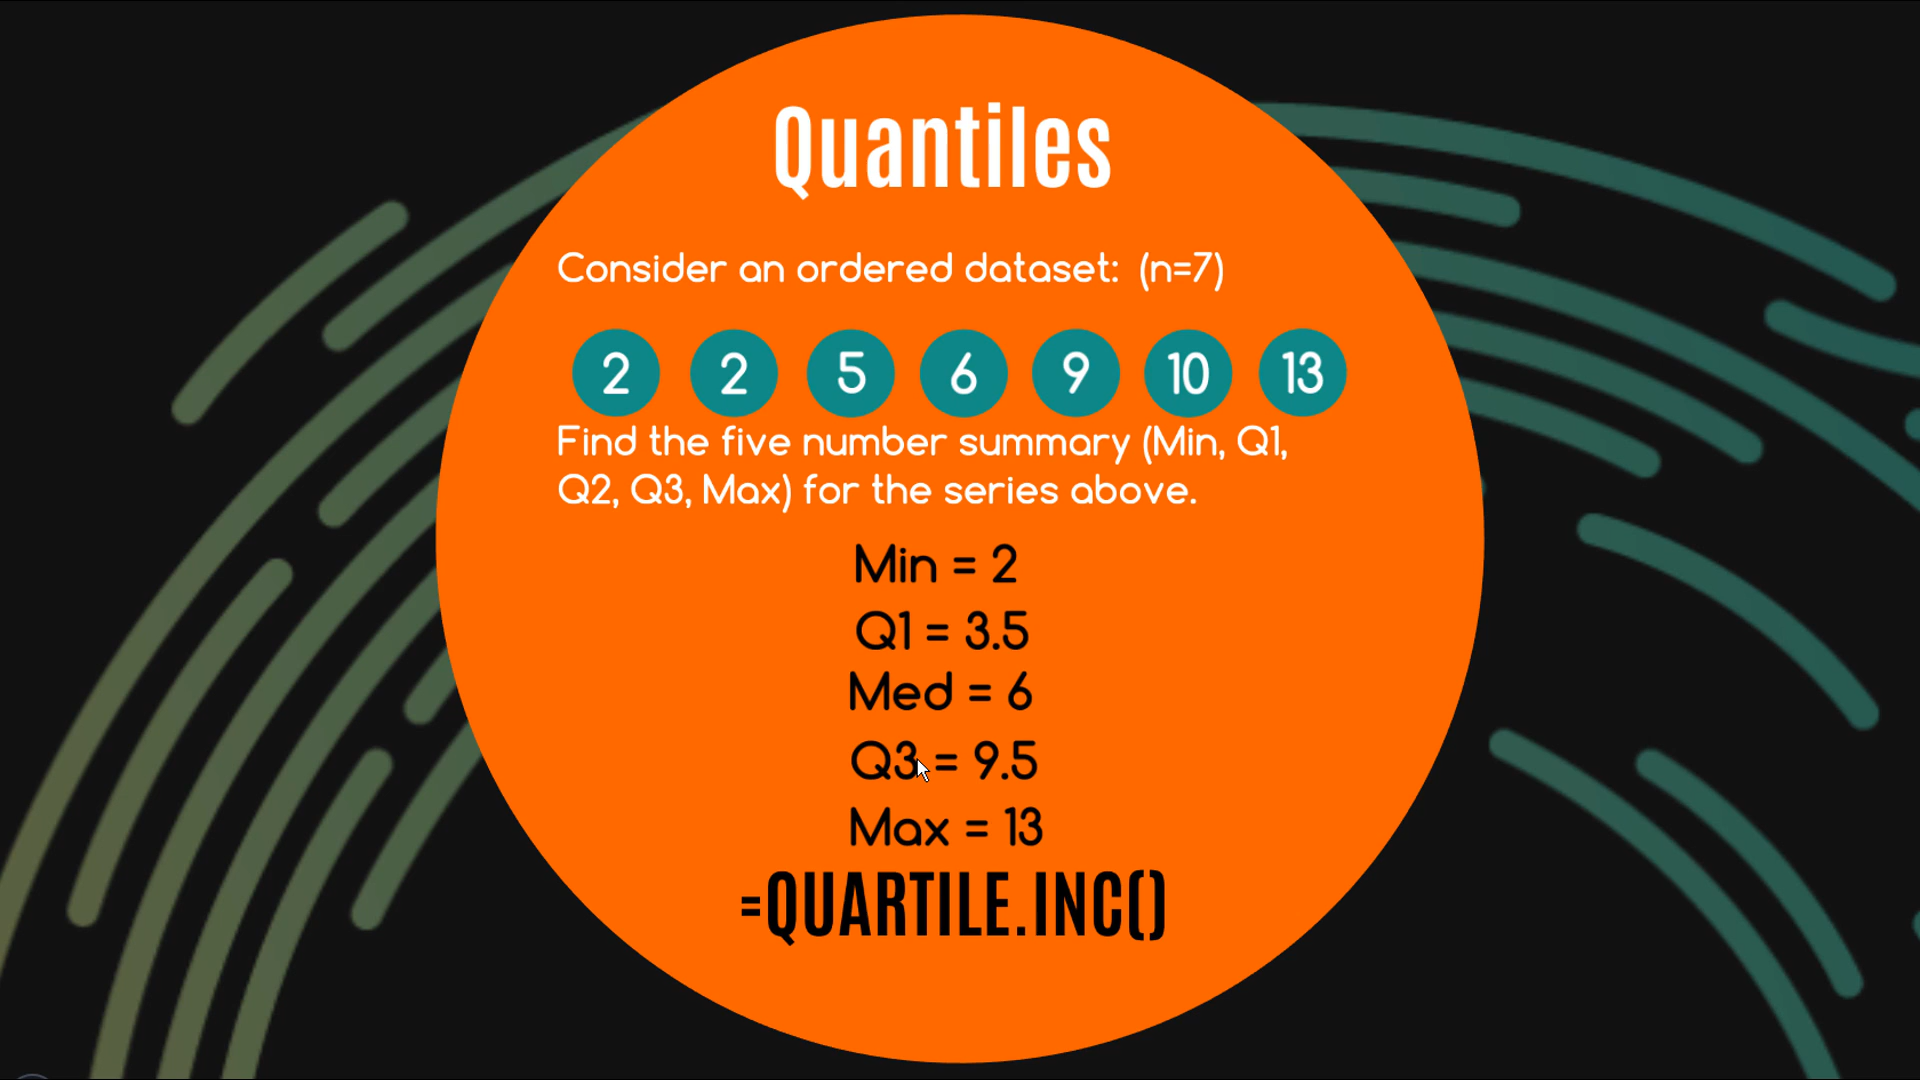 Quantiles
Consider an ordered dataset: (n=7)
2 2 5 6 9 10 13
Find the five number summary (Min, Q1,
Q2, Q3, Max) for the series above.
Min = 2
Q1 = 3.5
Med = 6
Q3 = 9.5
Max = 13
=QUARTILE.INC()